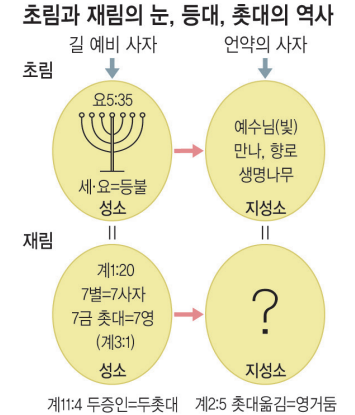 초림과 재림의 눈, 등대, 촛대의 역사
길 예비 사자 언약의 사자
초림
요5:35
세·요=등불
성소
예수님(빛)
만나, 향로
생명나무
지성소
=
=
재림
계1:20
7별=7사자
7금 촛대=7영
(계3:1)
성소
?
지성소
계11:4 두증인=두촛대 계2:5 촛대옮김=영거둠